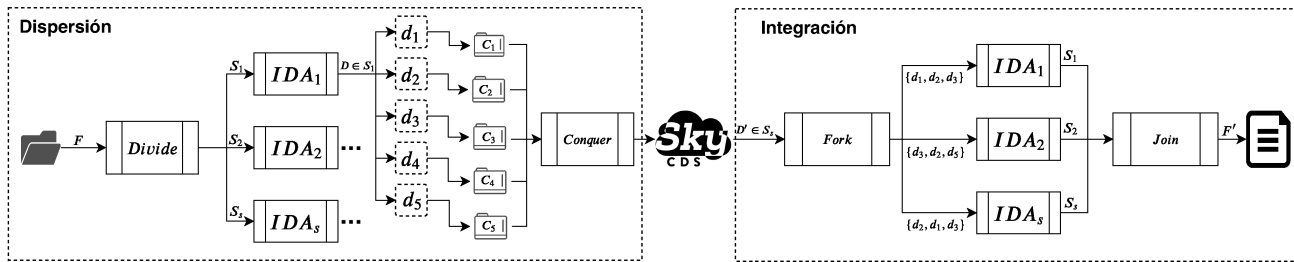 Dispersión
F
Divide
S₁
S₂
Sₛ
IDA₁
IDA₂
...
IDAₛ
...
D ∈ S₁
d₁
d₂
d₃
d₄
d₅
C₁
C₂
C₃
C₄
C₅
Conquer
Sky
CDS
Integración
D' ∈ Sₛ
Fork
{d₁, d₂, d₃}
{d₃, d₂, d₅}
{d₂, d₁, d₃}
IDA₁
IDA₂
IDAₛ
S₁
S₂
Sₛ
Join
F'